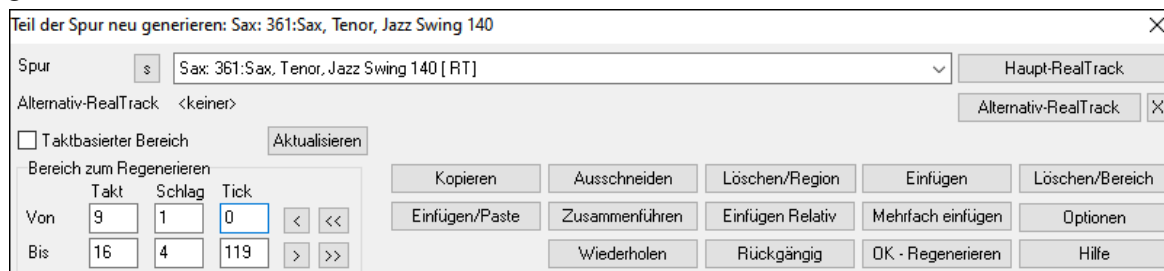 Teil der Spur neu generieren: Sax: 361:Sax, Tenor, Jazz Swing 140
Spur s Sax: 361:Sax, Tenor, Jazz Swing 140 [ RT] Haupt-RealTrack
Alternativ-RealTrack <keiner> Alternativ-RealTrack X
Taktbasierter Bereich Aktualisieren
Bereich zum Regenerieren
Kopieren Ausschneiden Löschen/Region Einfügen Löschen/Bereich
Takt Schlag Tick
Von 9 1 0 < << Einfügen/Paste Zusammenführen Einfügen Relativ Mehrfach einfügen Optionen
Bis 16 4 119 > >> Wiederholen Rückgängig OK - Regenerieren Hilfe